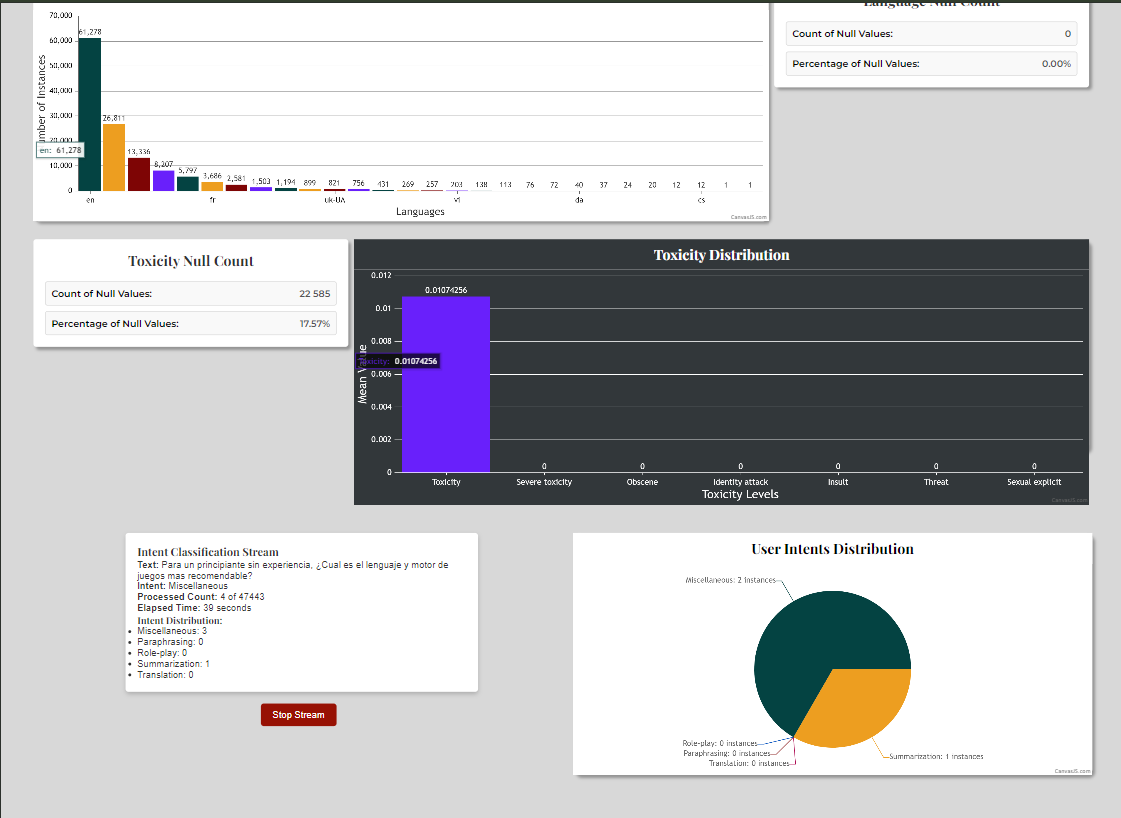 Language Null Count
70,000
61,278
60,000
50,000
40,000
30,000
26,811
20,000
13,336
10,000
8,207
5,797
3,686
2,581
1,503
1,194
899
821
756
431
269
257
203
138
113
76
72
40
37
24
20
12
12
1
1
0
en: 61,278
en
fr
uk-UA
vi
da
cs
Languages
CanvasJS.com
Count of Null Values: 0
Percentage of Null Values: 0.00%
Toxicity Null Count
Count of Null Values: 22 585
Percentage of Null Values: 17.57%
Toxicity Distribution
0.012
0.01
0.008
0.006
0.004
0.002
0
Mean Value
0.01074256
Toxicity: 0.01074256
0 0 0 0 0 0
Toxicity Severe toxicity Obscene Identity attack Insult Threat Sexual explicit
Toxicity Levels
CanvasJS.com
Intent Classification Stream
Text: Para un principiante sin experiencia, ¿Cual es el lenguaje y motor de
juegos mas recomendable?
Intent: Miscellaneous
Processed Count: 4 of 47443
Elapsed Time: 39 seconds
Intent Distribution:
Miscellaneous: 3
Paraphrasing: 0
Role-play: 0
Summarization: 1
Translation: 0
Stop Stream
User Intents Distribution
Miscellaneous: 2 instances
Role-play: 0 instances
Paraphrasing: 0 instances
Translation: 0 instances
Summarization: 1 instances
CanvasJS.com